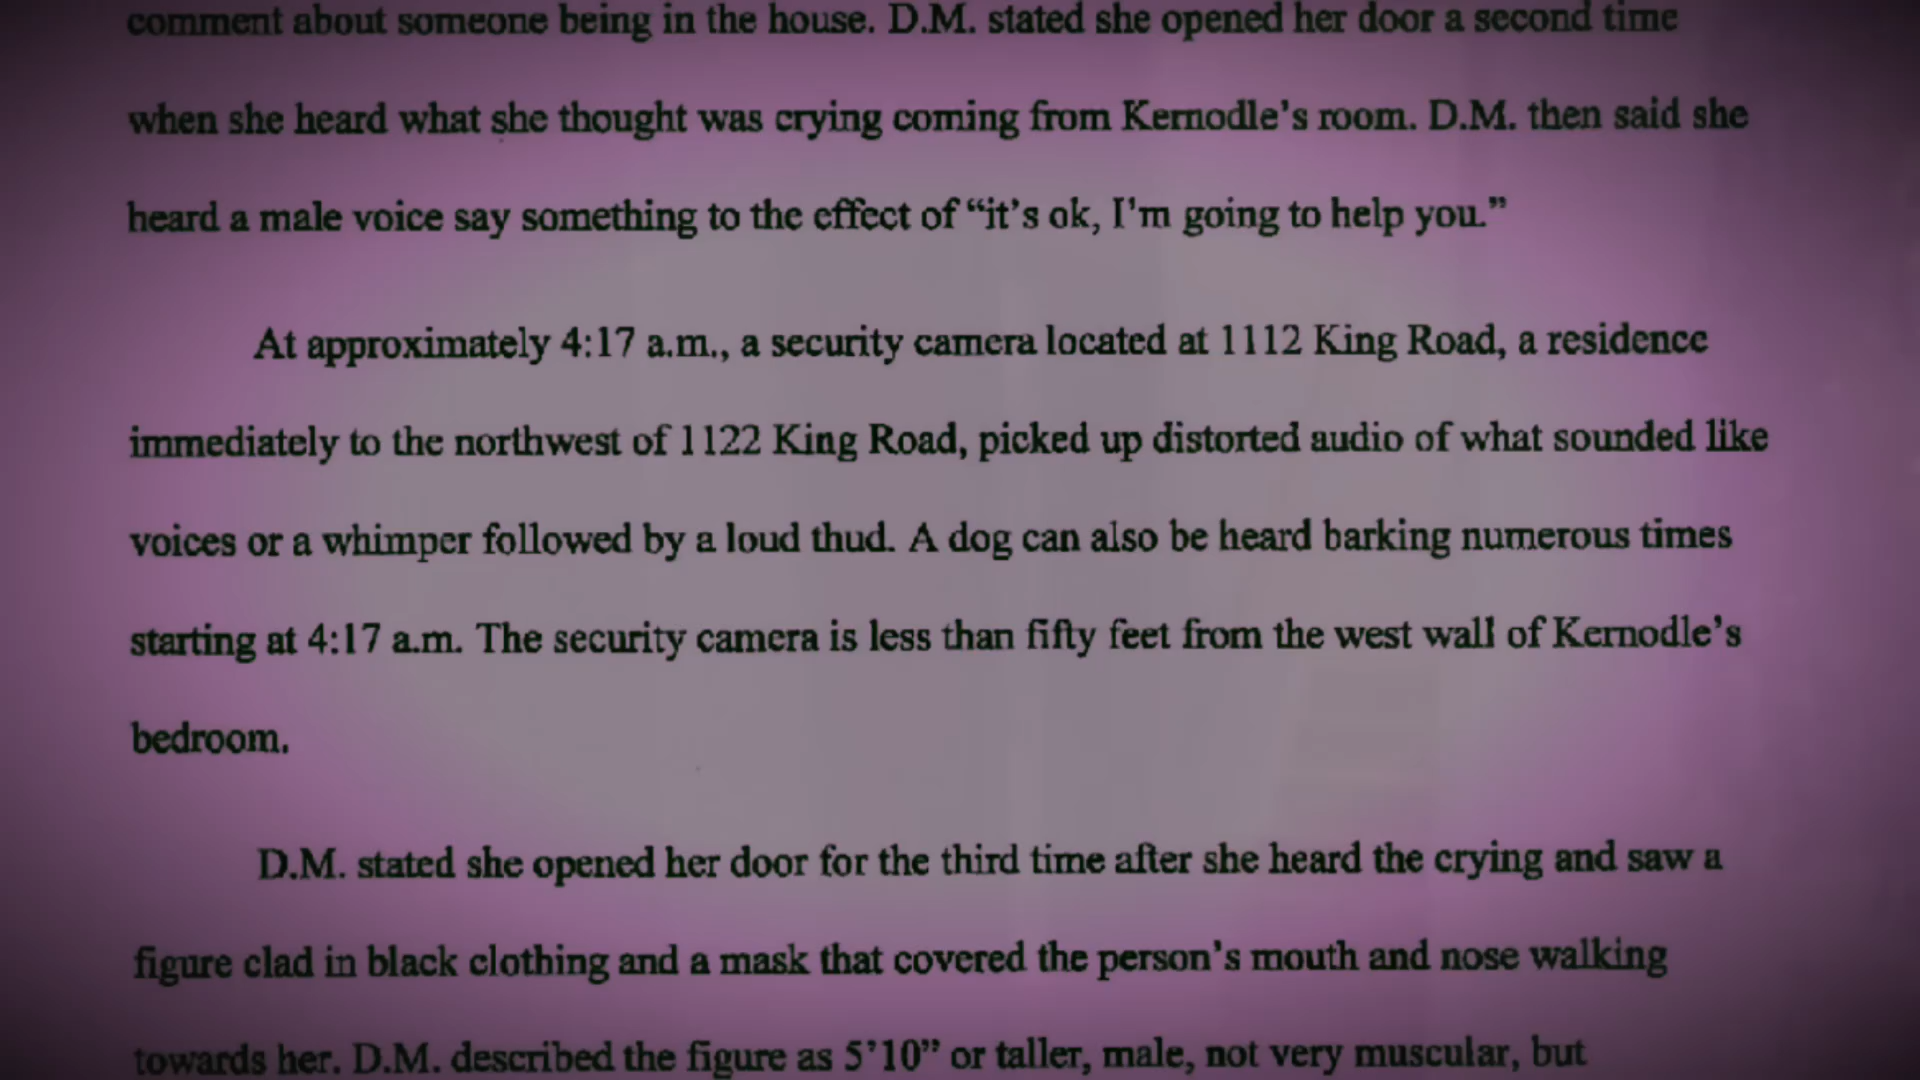 comment about someone being in the house. D.M. stated she opened her door a second time
when she heard what she thought was crying coming from Kernodle's room. D.M. then said she
heard a male voice say something to the effect of “it's ok, I'm going to help you.”
At approximately 4:17 a.m., a security camera located at 1112 King Road, a residence
immediately to the northwest of 1122 King Road, picked up distorted audio of what sounded like
voices or a whimper followed by a loud thud. A dog can also be heard barking numerous times
starting at 4:17 a.m. The security camera is less than fifty feet from the west wall of Kernodle's
bedroom.
D.M. stated she opened her door for the third time after she heard the crying and saw a
figure clad in black clothing and a mask that covered the person's mouth and nose walking
towards her. D.M. described the figure as 5'10” or taller, male, not very muscular, but